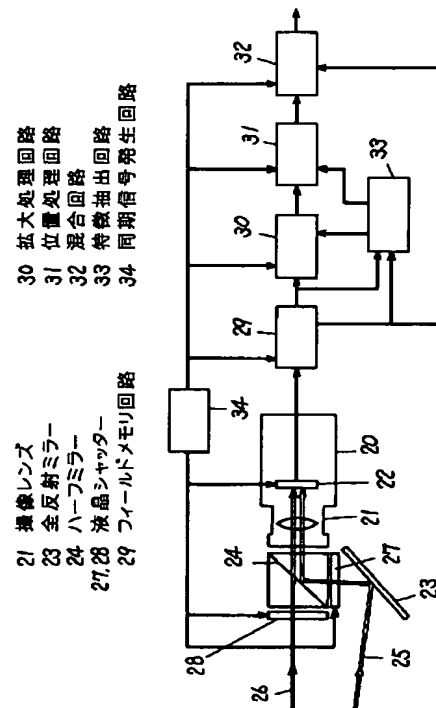 21 撮像レンズ
23 全反射ミラー
24 ハーフミラー
27,28 液晶シャッター
29 フィールドメモリ回路
30 拡大処理回路
31 位置処理回路
32 混合回路
33 特徴抽出回路
34 同期信号発生回路
34
28
26
24
25
23
27
21
22
20
29
30
31
32
33